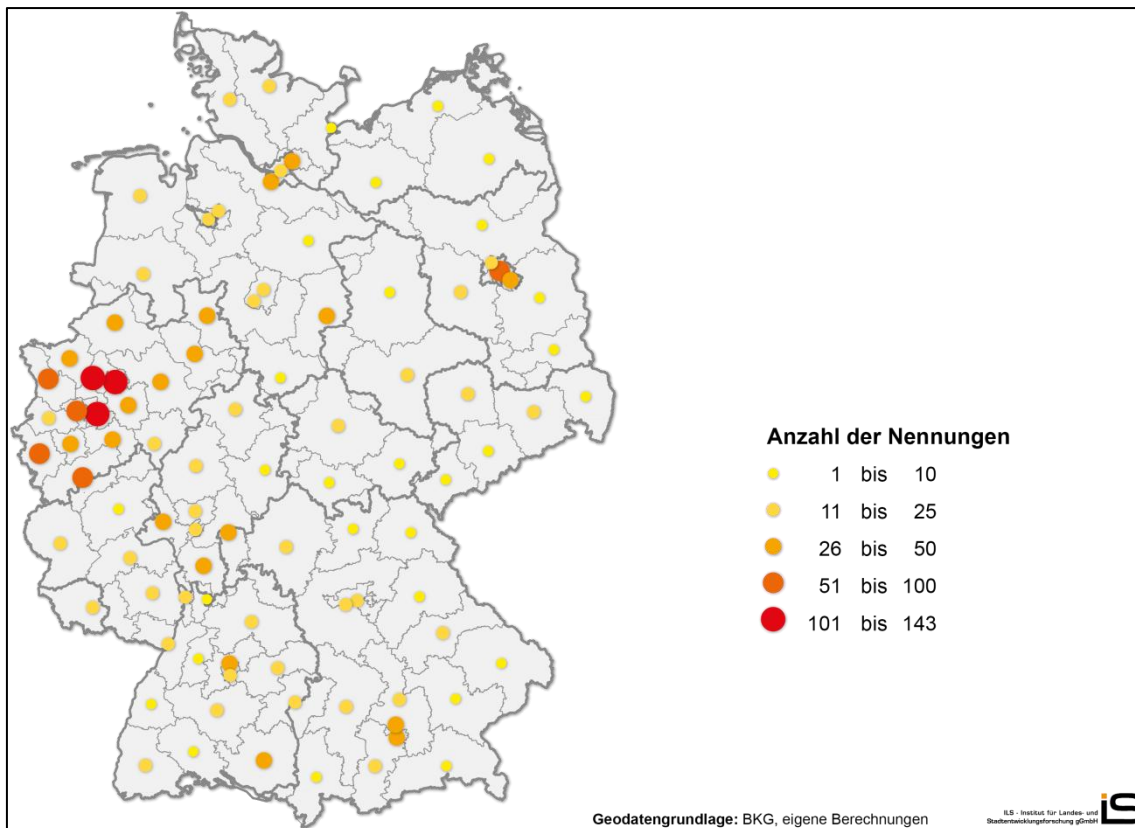 Anzahl der Nennungen
1 bis 10
11 bis 25
26 bis 50
51 bis 100
101 bis 143
Geodatengrundlage: BKG, eigene Berechnungen
ILS - Institut für Landes- und
Stadtentwicklungsforschung gGmbH
ILS